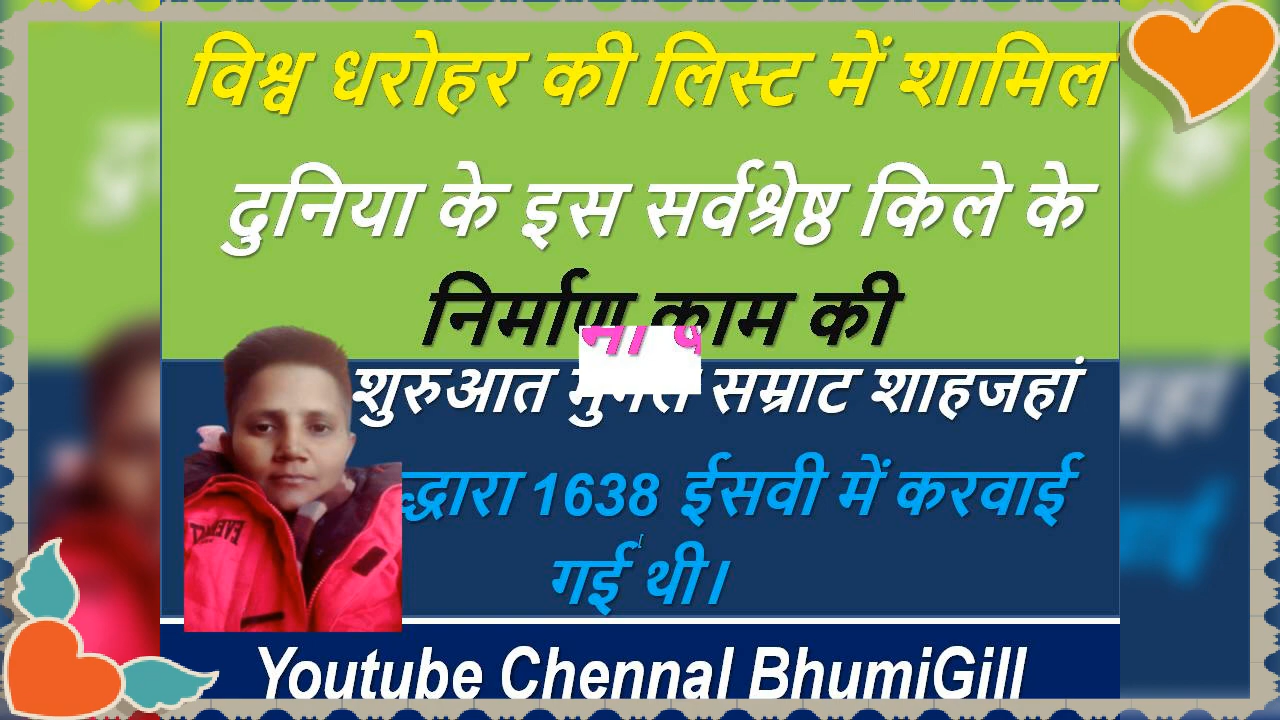 विश्व धरोहर की लिस्ट में शामिल
दुनिया के इस सर्वश्रेष्ठ किले के
निर्माण काम की
शुरुआत सम्राट शाहजहां
द्धारा 1638 ईसवी में करवाई
गई थी।
Youtube Chennal BhumiGill